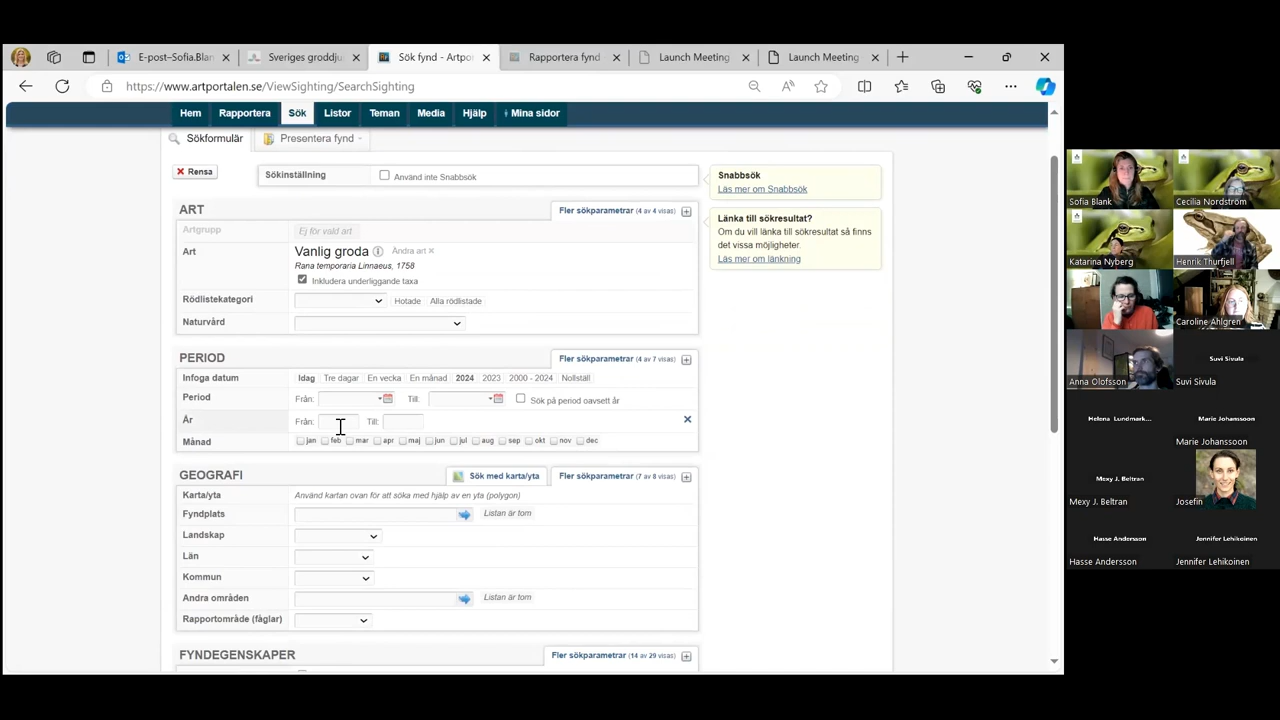 E-post–Sofia.Blan
Sveriges groddju
Sök fynd - Artpor
Rapportera fynd
Launch Meeting
Launch Meeting
https://www.artportalen.se/ViewSighting/SearchSighting
Hem Rapportera Sök Listor Teman Media Hjälp Mina sidor
Sökformulär Presentera fynd
Rensa
Sökinställning Använd inte Snabbsök
Snabbsök
Läs mer om Snabbsök
ART Fler sökparametrar (4 av 4 visas)
Länka till sökresultat?
Om du vill länka till sökresultat så finns
det vissa möjligheter.
Läs mer om länkning
Artgrupp Ej för vald art
Art Vanlig groda Ändra art
Rana temporaria Linnaeus, 1758
Inkludera underliggande taxa
Rödlistekategori Hotade Alla rödlistade
Naturvård
PERIOD Fler sökparametrar (4 av 7 visas)
Infoga datum Idag Tre dagar En vecka En månad 2024 2023 2000 - 2024 Nollställ
Period Från: Till: Sök på period oavsett år
År Från: Till:
Månad jan feb mar apr maj jun jul aug sep okt nov dec
GEOGRAFI Sök med karta/yta Fler sökparametrar (7 av 8 visas)
Karta/yta Använd kartan ovan för att söka med hjälp av en yta (polygon)
Fyndplats Listan är tom
Landskap
Län
Kommun
Andra områden Listan är tom
Rapportområde (fåglar)
FYNDEGENSKAPER Fler sökparametrar (14 av 29 visas)
Sofia Blank
Cecilia Nordström
Katarina Nyberg
Henrik Thurfjell
Caroline Ahlgren
Anna Olofsson
Suvi Sivula
Suvi Sivula
Helena Lundmark...
Marie Johansson
Marie Johansson
Mexy J. Beltran
Mexy J. Beltran
Josefin
Hasse Andersson
Hasse Andersson
Jennifer Lehikoinen
Jennifer Lehikoinen